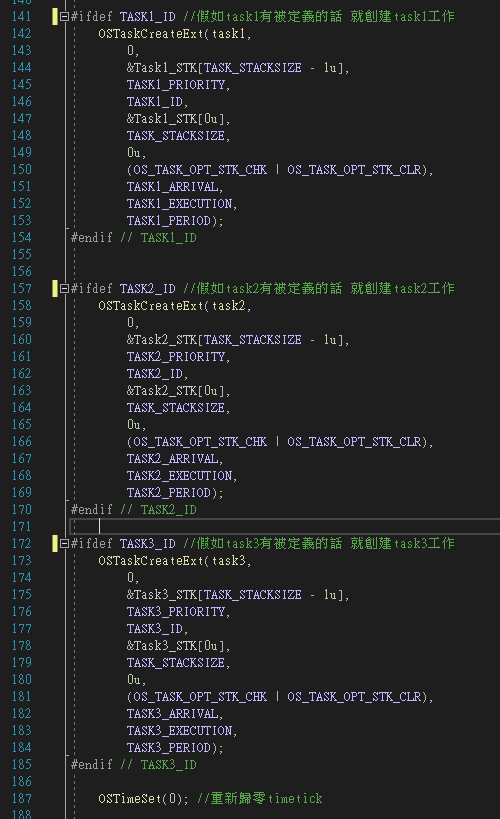 141 #ifdef TASK1_ID //假如task1有被定義的話 就創建task1工作
142 OSTaskCreateExt(task1,
143 0,
144 &Task1_STK[TASK_STACKSIZE - 1u],
145 TASK1_PRIORITY,
146 TASK1_ID,
147 &Task1_STK[0u],
148 TASK_STACKSIZE,
149 0u,
150 (OS_TASK_OPT_STK_CHK | OS_TASK_OPT_STK_CLR),
151 TASK1_ARRIVAL,
152 TASK1_EXECUTION,
153 TASK1_PERIOD);
154 #endif // TASK1_ID
155
156
157 #ifdef TASK2_ID //假如task2有被定義的話 就創建task2工作
158 OSTaskCreateExt(task2,
159 0,
160 &Task2_STK[TASK_STACKSIZE - 1u],
161 TASK2_PRIORITY,
162 TASK2_ID,
163 &Task2_STK[0u],
164 TASK_STACKSIZE,
165 0u,
166 (OS_TASK_OPT_STK_CHK | OS_TASK_OPT_STK_CLR),
167 TASK2_ARRIVAL,
168 TASK2_EXECUTION,
169 TASK2_PERIOD);
170 #endif // TASK2_ID
171
172 #ifdef TASK3_ID //假如task3有被定義的話 就創建task3工作
173 OSTaskCreateExt(task3,
174 0,
175 &Task3_STK[TASK_STACKSIZE - 1u],
176 TASK3_PRIORITY,
177 TASK3_ID,
178 &Task3_STK[0u],
179 TASK_STACKSIZE,
180 0u,
181 (OS_TASK_OPT_STK_CHK | OS_TASK_OPT_STK_CLR),
182 TASK3_ARRIVAL,
183 TASK3_EXECUTION,
184 TASK3_PERIOD);
185 #endif // TASK3_ID
186
187 OSTimeSet(0); //重新歸零timetick
188